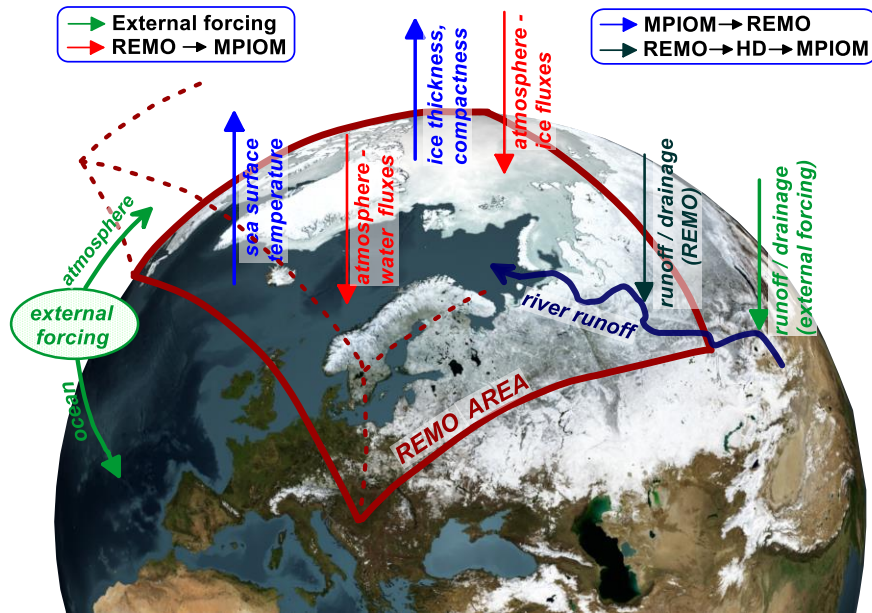 External forcing
REMO → MPIOM
MPIOM → REMO
REMO → HD → MPIOM
sea surface
temperature
atmosphere -
water fluxes
ice thickness,
compactness
atmosphere -
ice fluxes
runoff / drainage
(REMO)
runoff / drainage
(external forcing)
atmosphere
external
forcing
ocean
river runoff
REMO AREA